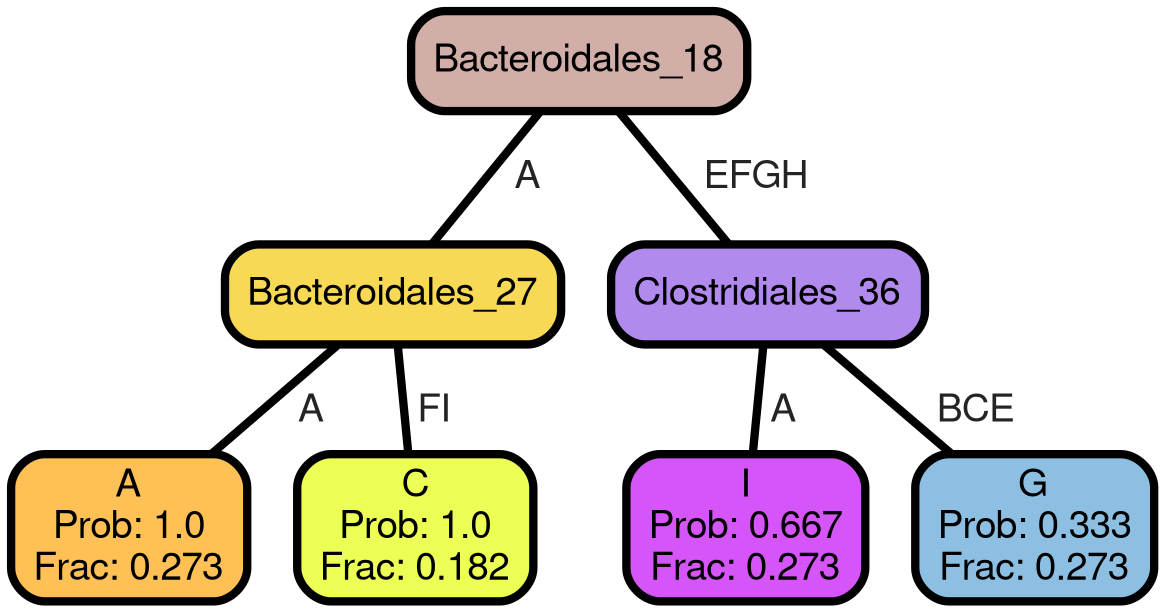 Bacteroidales_18
A
EFGH
Bacteroidales_27
Clostridiales_36
A
FI
A
BCE
A
Prob: 1.0
Frac: 0.273
C
Prob: 1.0
Frac: 0.182
I
Prob: 0.667
Frac: 0.273
G
Prob: 0.333
Frac: 0.273